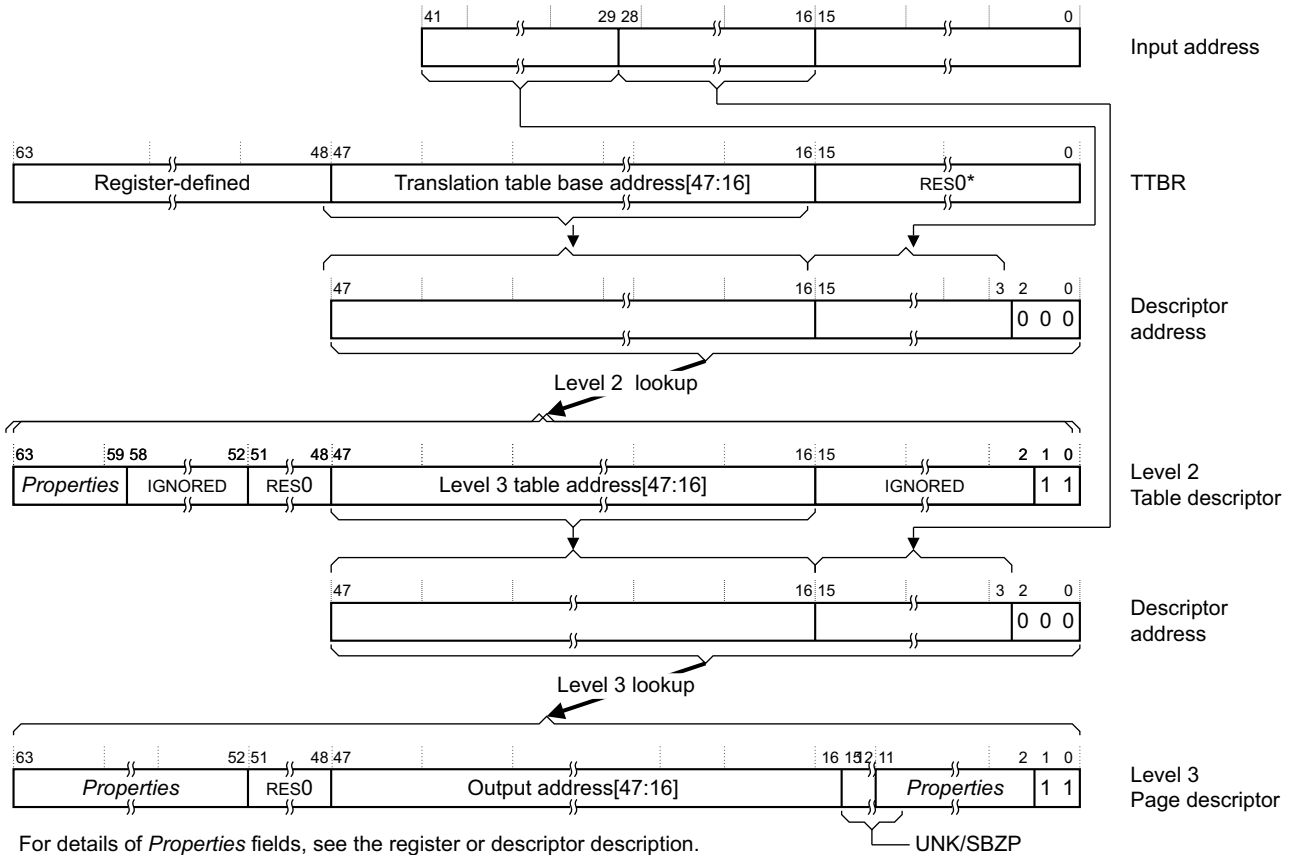 41 29 28 16 15 0
Input address
63 48 47 16 15 0
Register-defined Translation table base address[47:16] RES0* TTBR
47 16 15 3 2 0
0 0 0
Descriptor
address
Level 2 lookup
63 59 58 52 51 48 47 16 15 2 1 0
Properties IGNORED RES0 Level 3 table address[47:16] IGNORED 1 1
Level 2
Table descriptor
47 16 15 3 2 0
0 0 0
Descriptor
address
Level 3 lookup
63 52 51 48 47 16 15 12 11 2 1 0
Properties RES0 Output address[47:16] Properties 1 1
Level 3
Page descriptor
For details of Properties fields, see the register or descriptor description.
UNK/SBZP